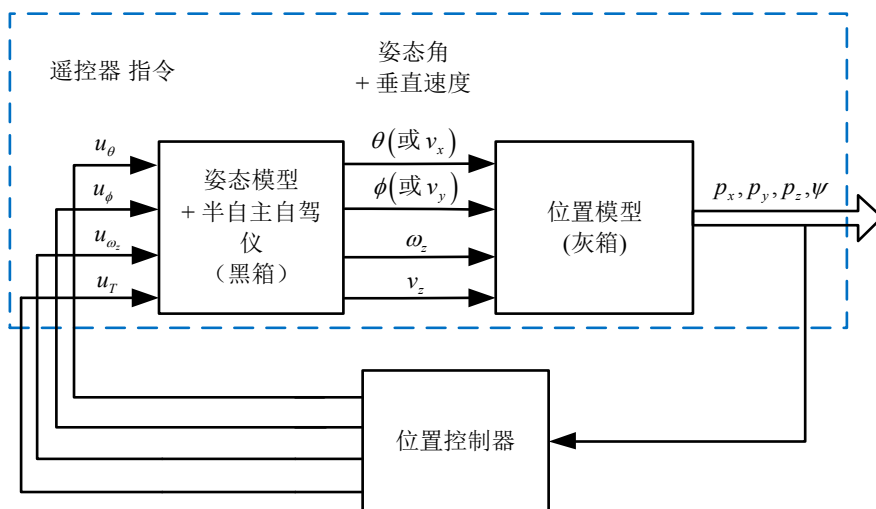 遥控器 指令
姿态角
+ 垂直速度
u_θ
u_ϕ
u_{ω_z}
u_T
姿态模型
+ 半自主自驾
仪
（黑箱）
θ(或 v_x)
ϕ(或 v_y)
ω_z
v_z
位置模型
(灰箱)
p_x, p_y, p_z, ψ
位置控制器